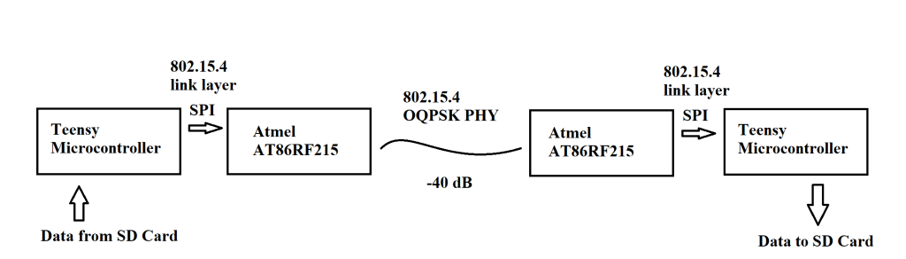 802.15.4
link layer
SPI
Teensy
Microcontroller
Atmel
AT86RF215
802.15.4
OQPSK PHY
-40 dB
Atmel
AT86RF215
802.15.4
link layer
SPI
Teensy
Microcontroller
Data from SD Card
Data to SD Card